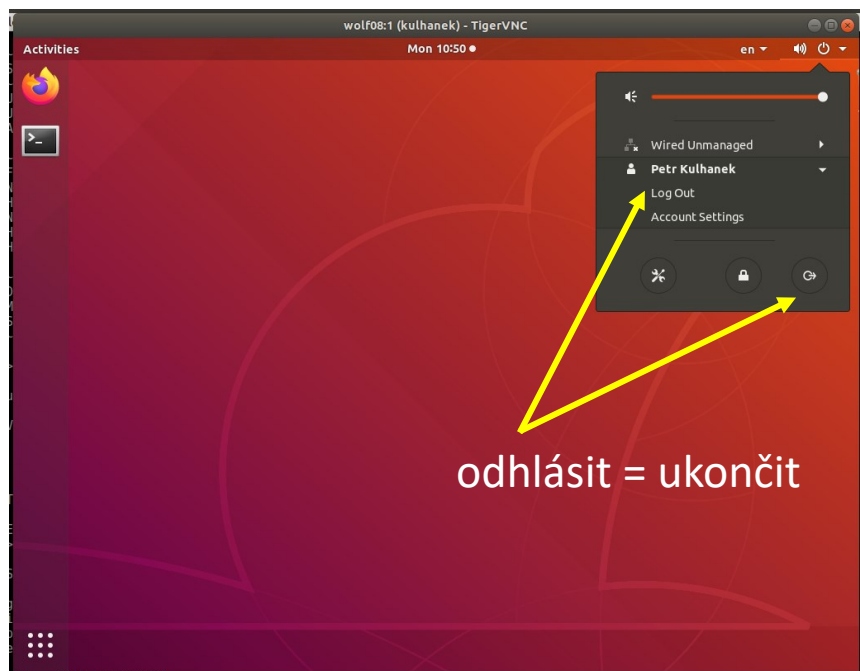 wolf08:1 (kulhanek) - TigerVNC
Activities
Mon 10:50
en
>_
Wired Unmanaged
Petr Kulhanek
Log Out
Account Settings
odhlásit = ukončit